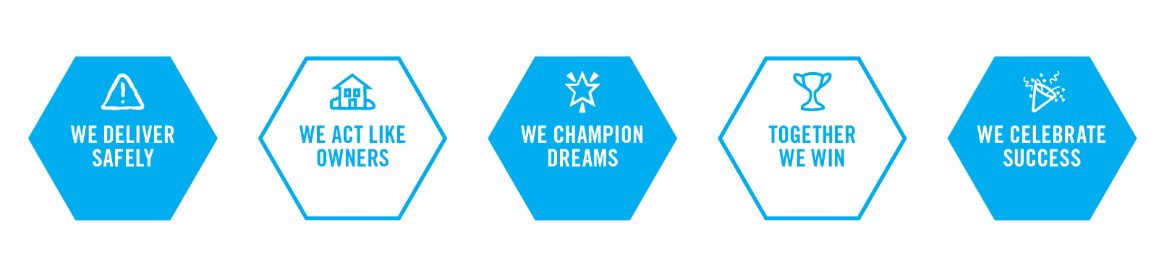 WE DELIVER
SAFELY
WE ACT LIKE
OWNERS
WE CHAMPION
DREAMS
TOGETHER
WE WIN
WE CELEBRATE
SUCCESS